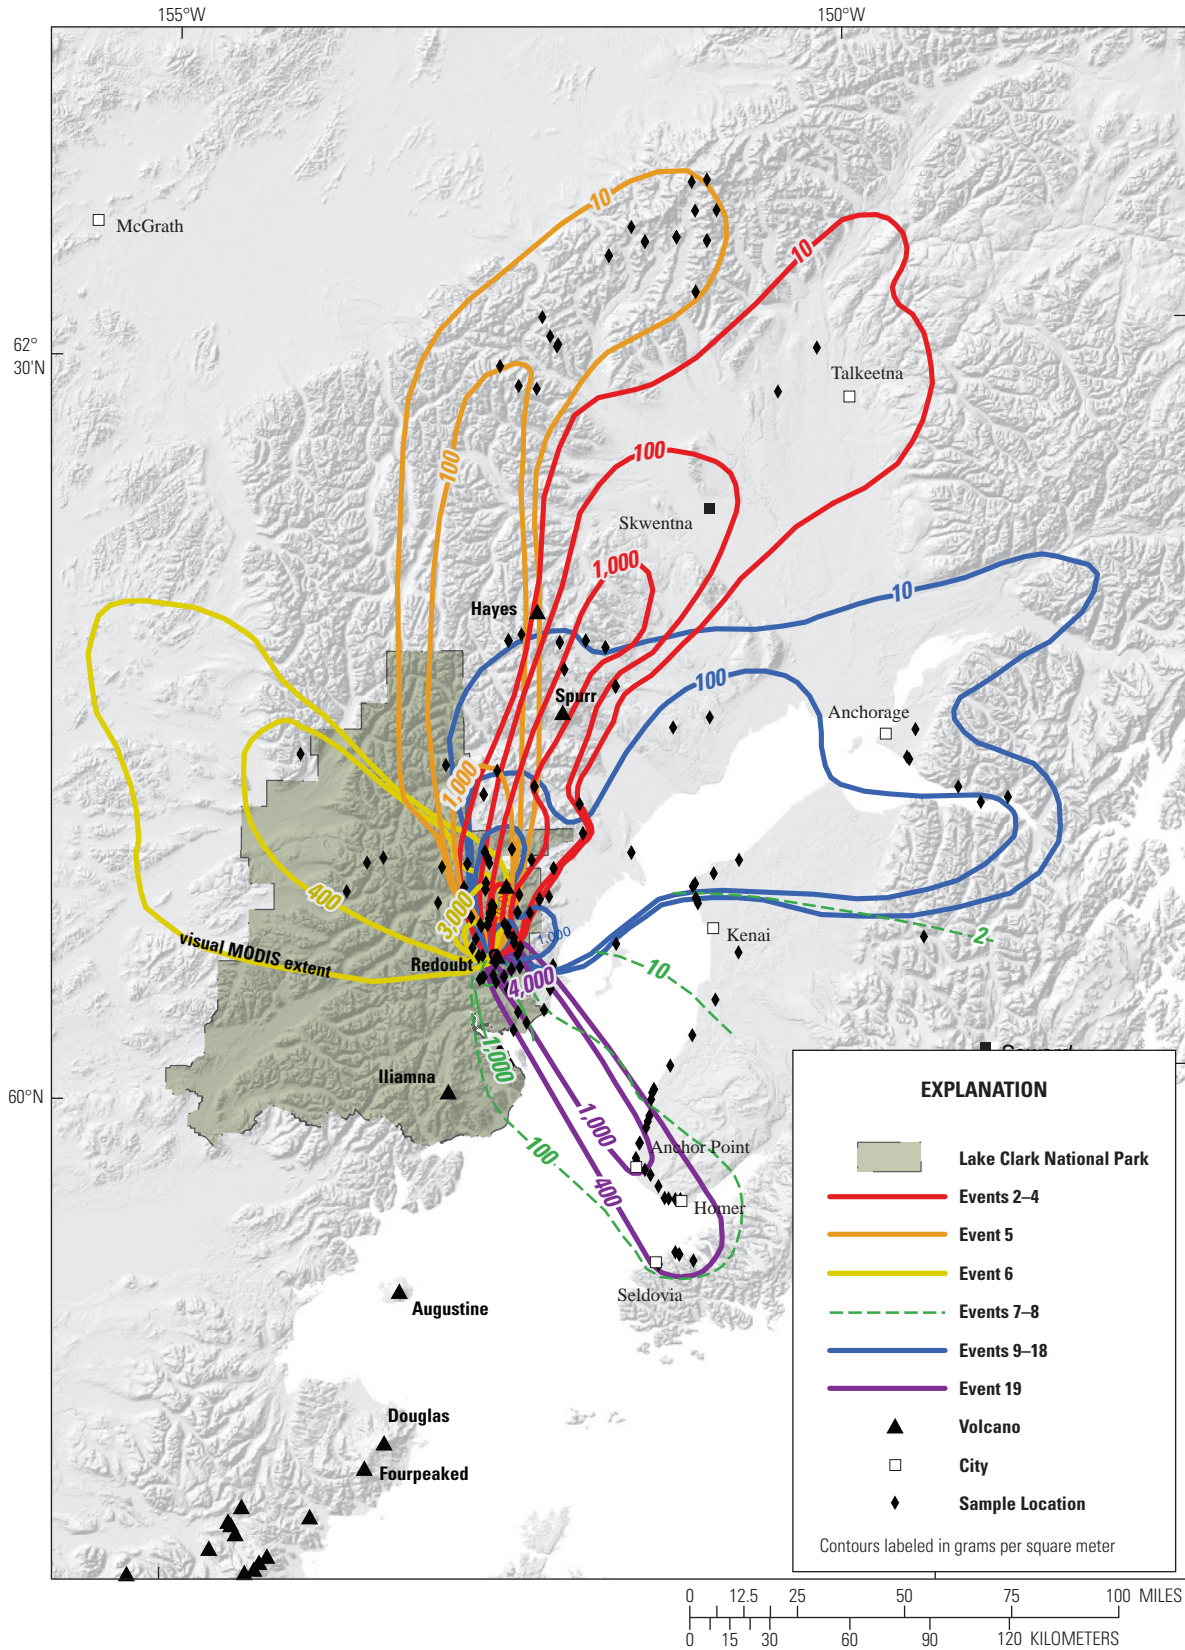 155°W
150°W
McGrath
10
10
62°
30'N
Talkeetna
100
100
Skwentna
1,000
10
Hayes
100
Spurr
Anchorage
1,000
400
3,000
visual MODIS extent
1,000
2
Kenai
Redoubt
10
4,000
1,000
Iliamna
60°N
1,000
100
Anchor Point
400
Homer
Seldovia
Augustine
Douglas
Fourpeaked
EXPLANATION
Lake Clark National Park
Events 2–4
Event 5
Event 6
Events 7–8
Events 9–18
Event 19
Volcano
City
Sample Location
Contours labeled in grams per square meter
0 12.5 25 50 75 100 MILES
0 15 30 60 90 120 KILOMETERS